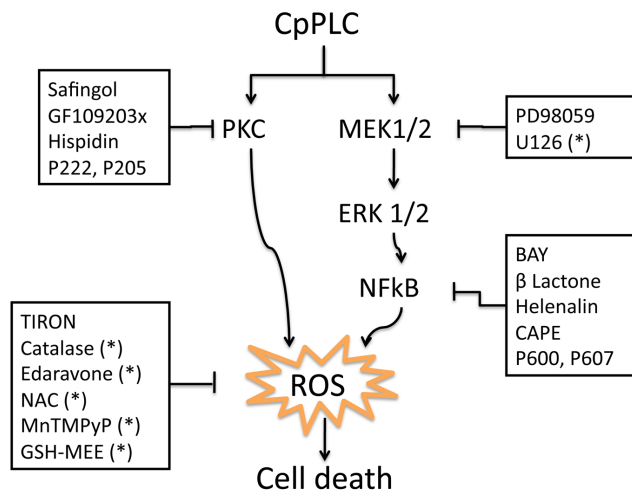 CpPLC
Safingol
GF109203x
Hispidin
P222, P205
PKC
MEK1/2
PD98059
U126 (*)
ERK 1/2
NFkB
BAY
β Lactone
Helenalin
CAPE
P600, P607
TIRON
Catalase (*)
Edaravone (*)
NAC (*)
MnTMPyP (*)
GSH-MEE (*)
ROS
Cell death